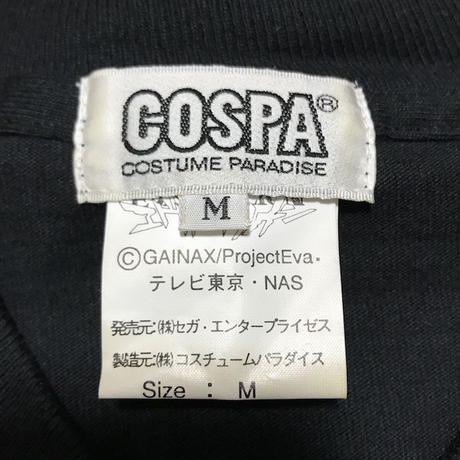 COSPA®
COSTUME PARADISE
M
©GAINAX/ProjectEva.
テレビ東京・NAS
発売元:㈱セガ・エンタープライゼス
製造元:㈱コスチュームパラダイス
Size : M